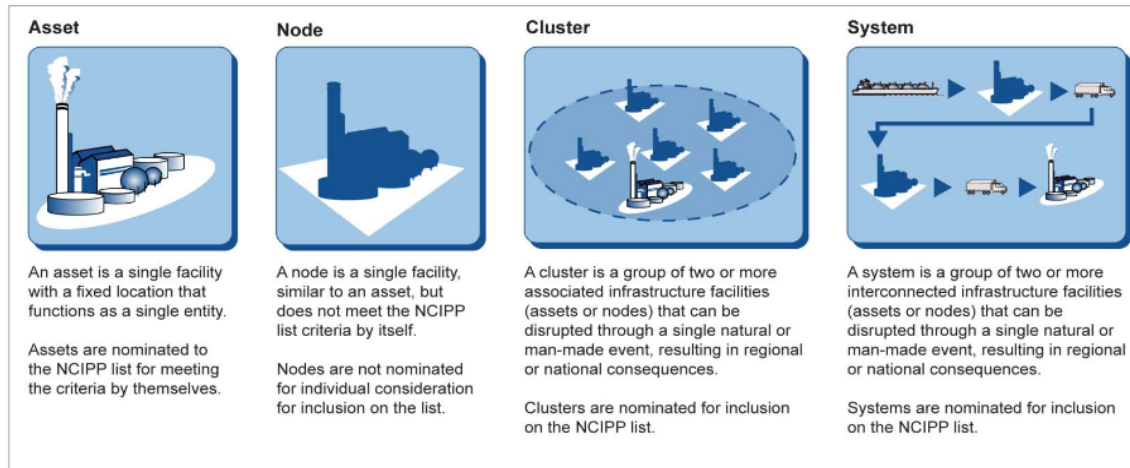 Asset
An asset is a single facility
with a fixed location that
functions as a single entity.
Assets are nominated to
the NCIPP list for meeting
the criteria by themselves.
Node
A node is a single facility,
similar to an asset, but
does not meet the NCIPP
list criteria by itself.
Nodes are not nominated
for individual consideration
for inclusion on the list.
Cluster
A cluster is a group of two or more
associated infrastructure facilities
(assets or nodes) that can be
disrupted through a single natural or
man-made event, resulting in regional
or national consequences.
Clusters are nominated for inclusion
on the NCIPP list.
System
A system is a group of two or more
interconnected infrastructure facilities
(assets or nodes) that can be
disrupted through a single natural or
man-made event, resulting in regional
or national consequences.
Systems are nominated for inclusion
on the NCIPP list.